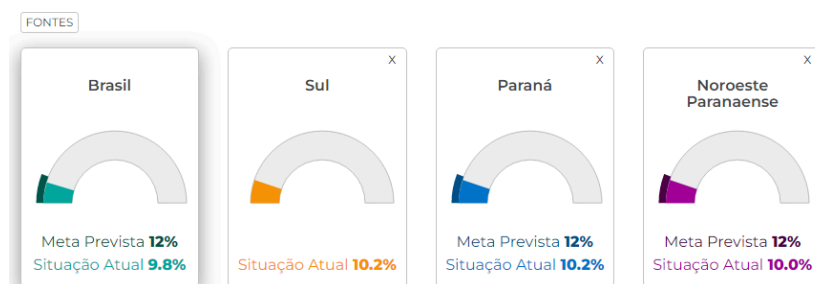 FONTES
Brasil
Meta Prevista 12%
Situação Atual 9.8%
X
Sul
Situação Atual 10.2%
X
Paraná
Meta Prevista 12%
Situação Atual 10.2%
X
Noroeste
Paranaense
Meta Prevista 12%
Situação Atual 10.0%